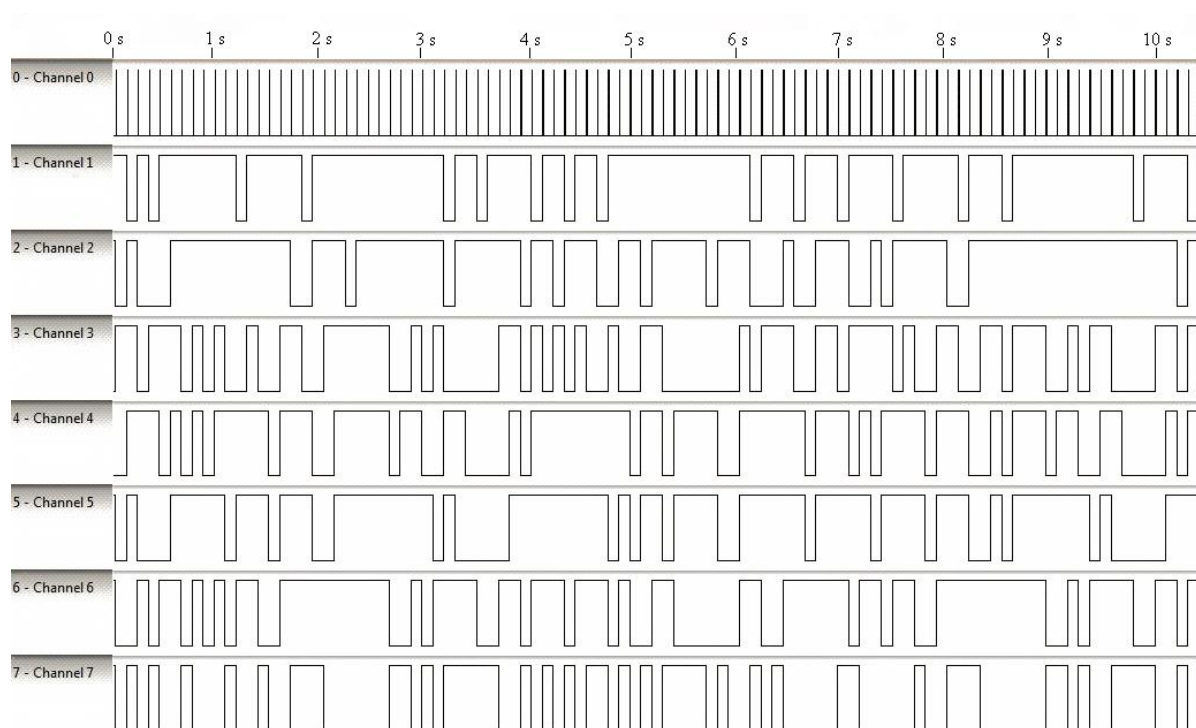 0 s 1 s 2 s 3 s 4 s 5 s 6 s 7 s 8 s 9 s 10 s
0 - Channel 0
1 - Channel 1
2 - Channel 2
3 - Channel 3
4 - Channel 4
5 - Channel 5
6 - Channel 6
7 - Channel 7